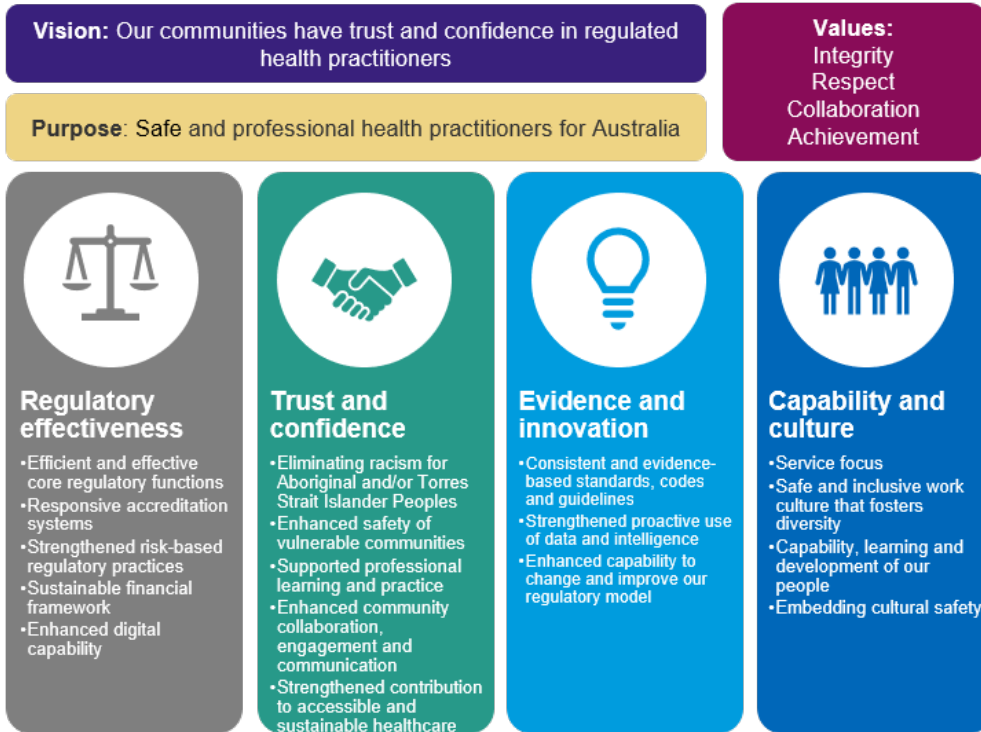 Vision: Our communities have trust and confidence in regulated
health practitioners
Purpose: Safe and professional health practitioners for Australia
Values:
Integrity
Respect
Collaboration
Achievement
Regulatory
effectiveness
•Efficient and effective
core regulatory functions
•Responsive accreditation
systems
•Strengthened risk-based
regulatory practices
•Sustainable financial
framework
•Enhanced digital
capability
Trust and
confidence
•Eliminating racism for
Aboriginal and/or Torres
Strait Islander Peoples
•Enhanced safety of
vulnerable communities
•Supported professional
learning and practice
•Enhanced community
collaboration,
engagement and
communication
•Strengthened contribution
to accessible and
sustainable healthcare
Evidence and
innovation
•Consistent and evidence-
based standards, codes
and guidelines
•Strengthened proactive use
of data and intelligence
•Enhanced capability to
change and improve our
regulatory model
Capability and
culture
•Service focus
•Safe and inclusive work
culture that fosters
diversity
•Capability, learning and
development of our
people
•Embedding cultural safety